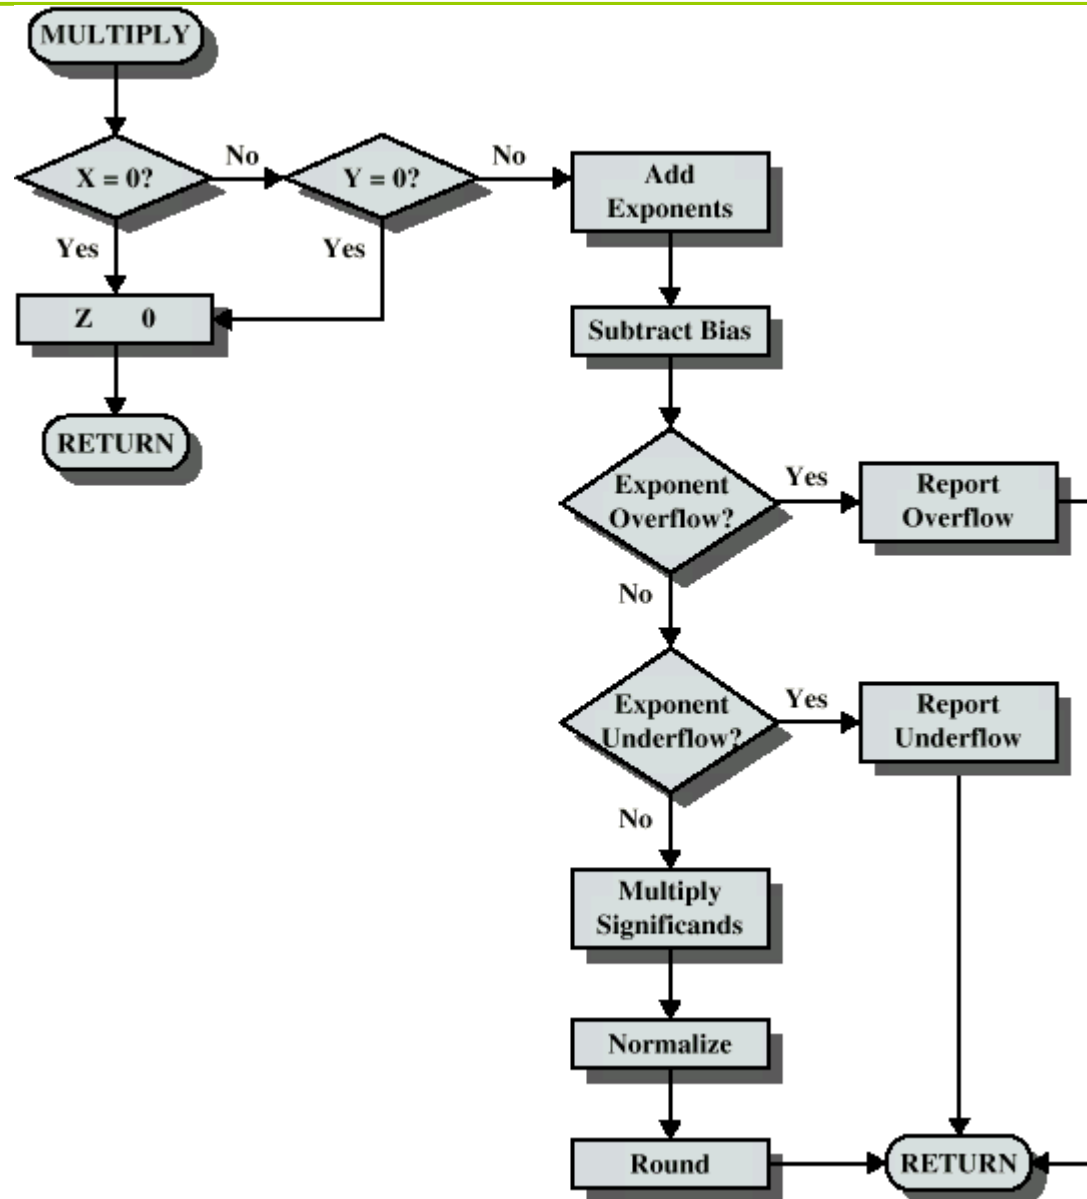 MULTIPLY
X = 0?
No
Y = 0?
No
Add
Exponents
Yes
Yes
Z 0
Subtract Bias
RETURN
Exponent
Overflow?
Yes
Report
Overflow
No
Exponent
Underflow?
Yes
Report
Underflow
No
Multiply
Significands
Normalize
Round
RETURN